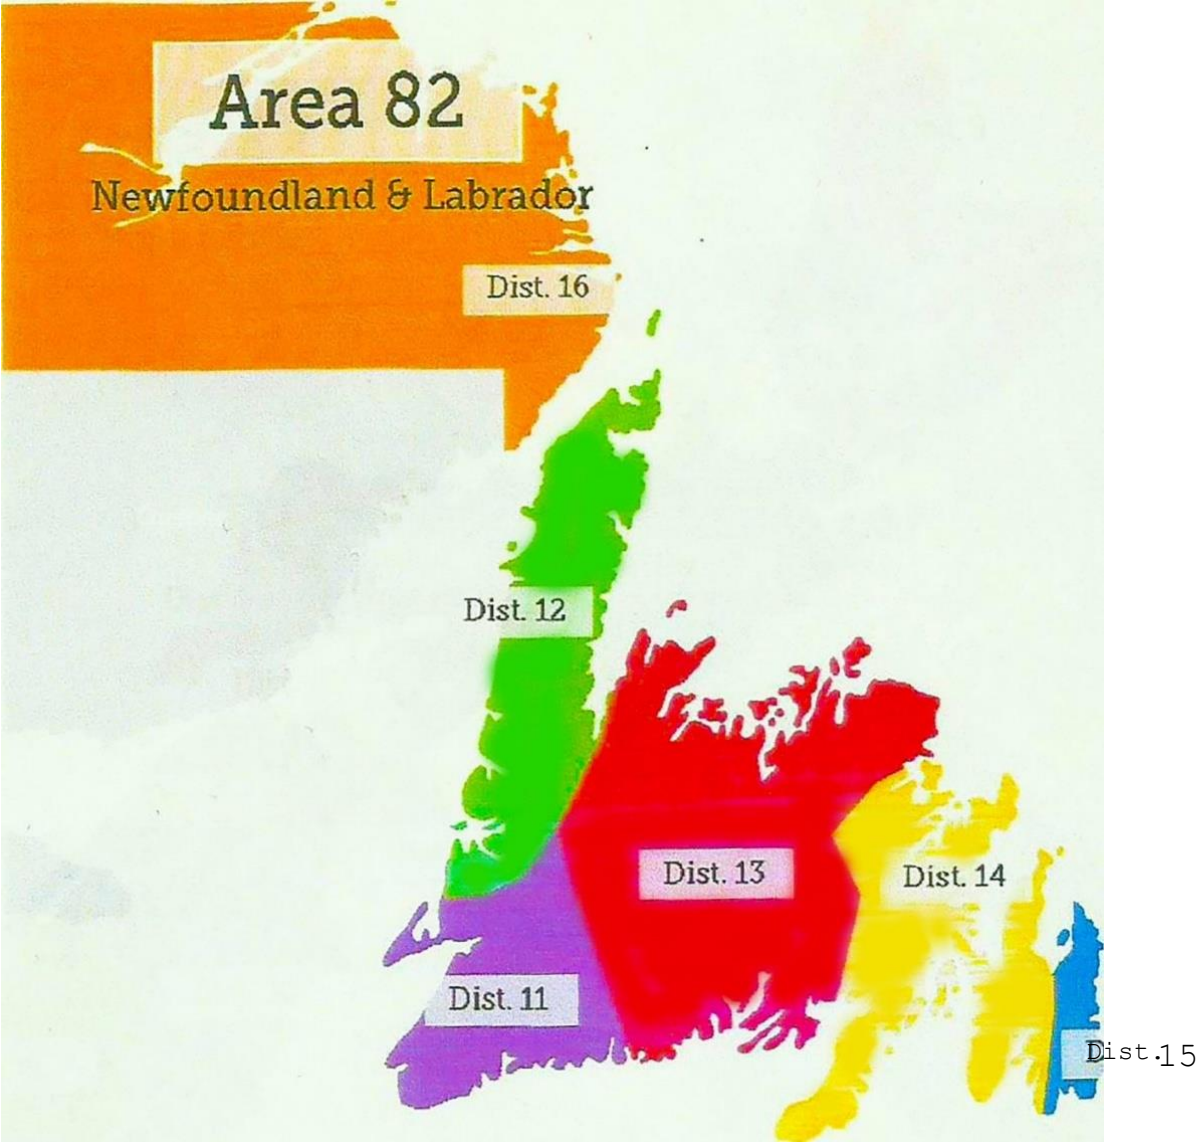 Area 82
Newfoundland & Labrador
Dist. 16
Dist. 12
Dist. 13
Dist. 14
Dist. 11
Dist.15